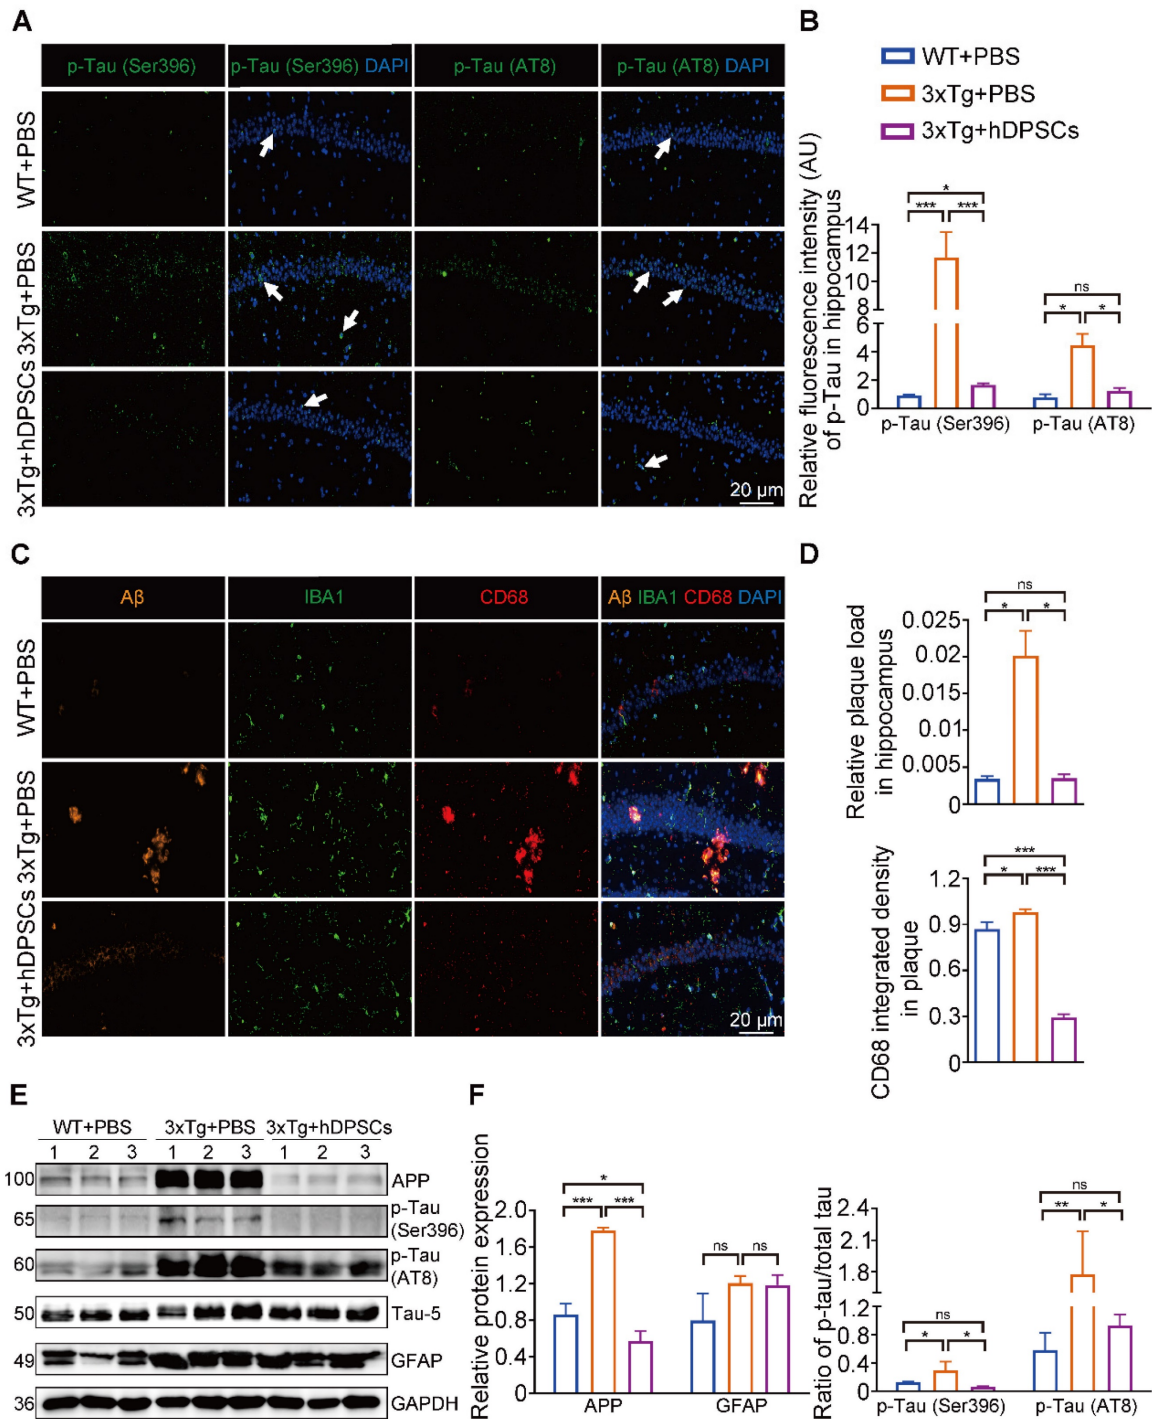 A
p-Tau (Ser396)
p-Tau (Ser396) DAPI
p-Tau (AT8)
p-Tau (AT8) DAPI
WT+PBS
3xTg+PBS
3xTg+hDPSCs
20 µm
B
WT+PBS
3xTg+PBS
3xTg+hDPSCs
Relative fluorescence intensity (AU)
of p-Tau in hippocampus
14
12
10
8
6
4
2
0
*
*** ***
ns
* *
p-Tau (Ser396) p-Tau (AT8)
C
Aβ
IBA1
CD68
Aβ IBA1 CD68 DAPI
WT+PBS
3xTg+PBS
3xTg+hDPSCs
20 µm
D
Relative plaque load
in hippocampus
0.025
0.02
0.015
0.01
0.005
0
ns
* *
CD68 integrated density
in plaque
1.2
0.9
0.6
0.3
0
***
* ***
E
WT+PBS 3xTg+PBS 3xTg+hDPSCs
1 2 3 1 2 3 1 2 3
100 APP
65 p-Tau
(Ser396)
60 p-Tau
(AT8)
50 Tau-5
49 GFAP
36 GAPDH
F
Relative protein expression
2.0
1.6
1.2
0.8
0.4
0
*
*** ***
ns ns
APP GFAP
Ratio of p-tau/total tau
2.4
2.1
1.8
1.2
0.8
0.4
0
ns
* *
ns
** *
p-Tau (Ser396) p-Tau (AT8)